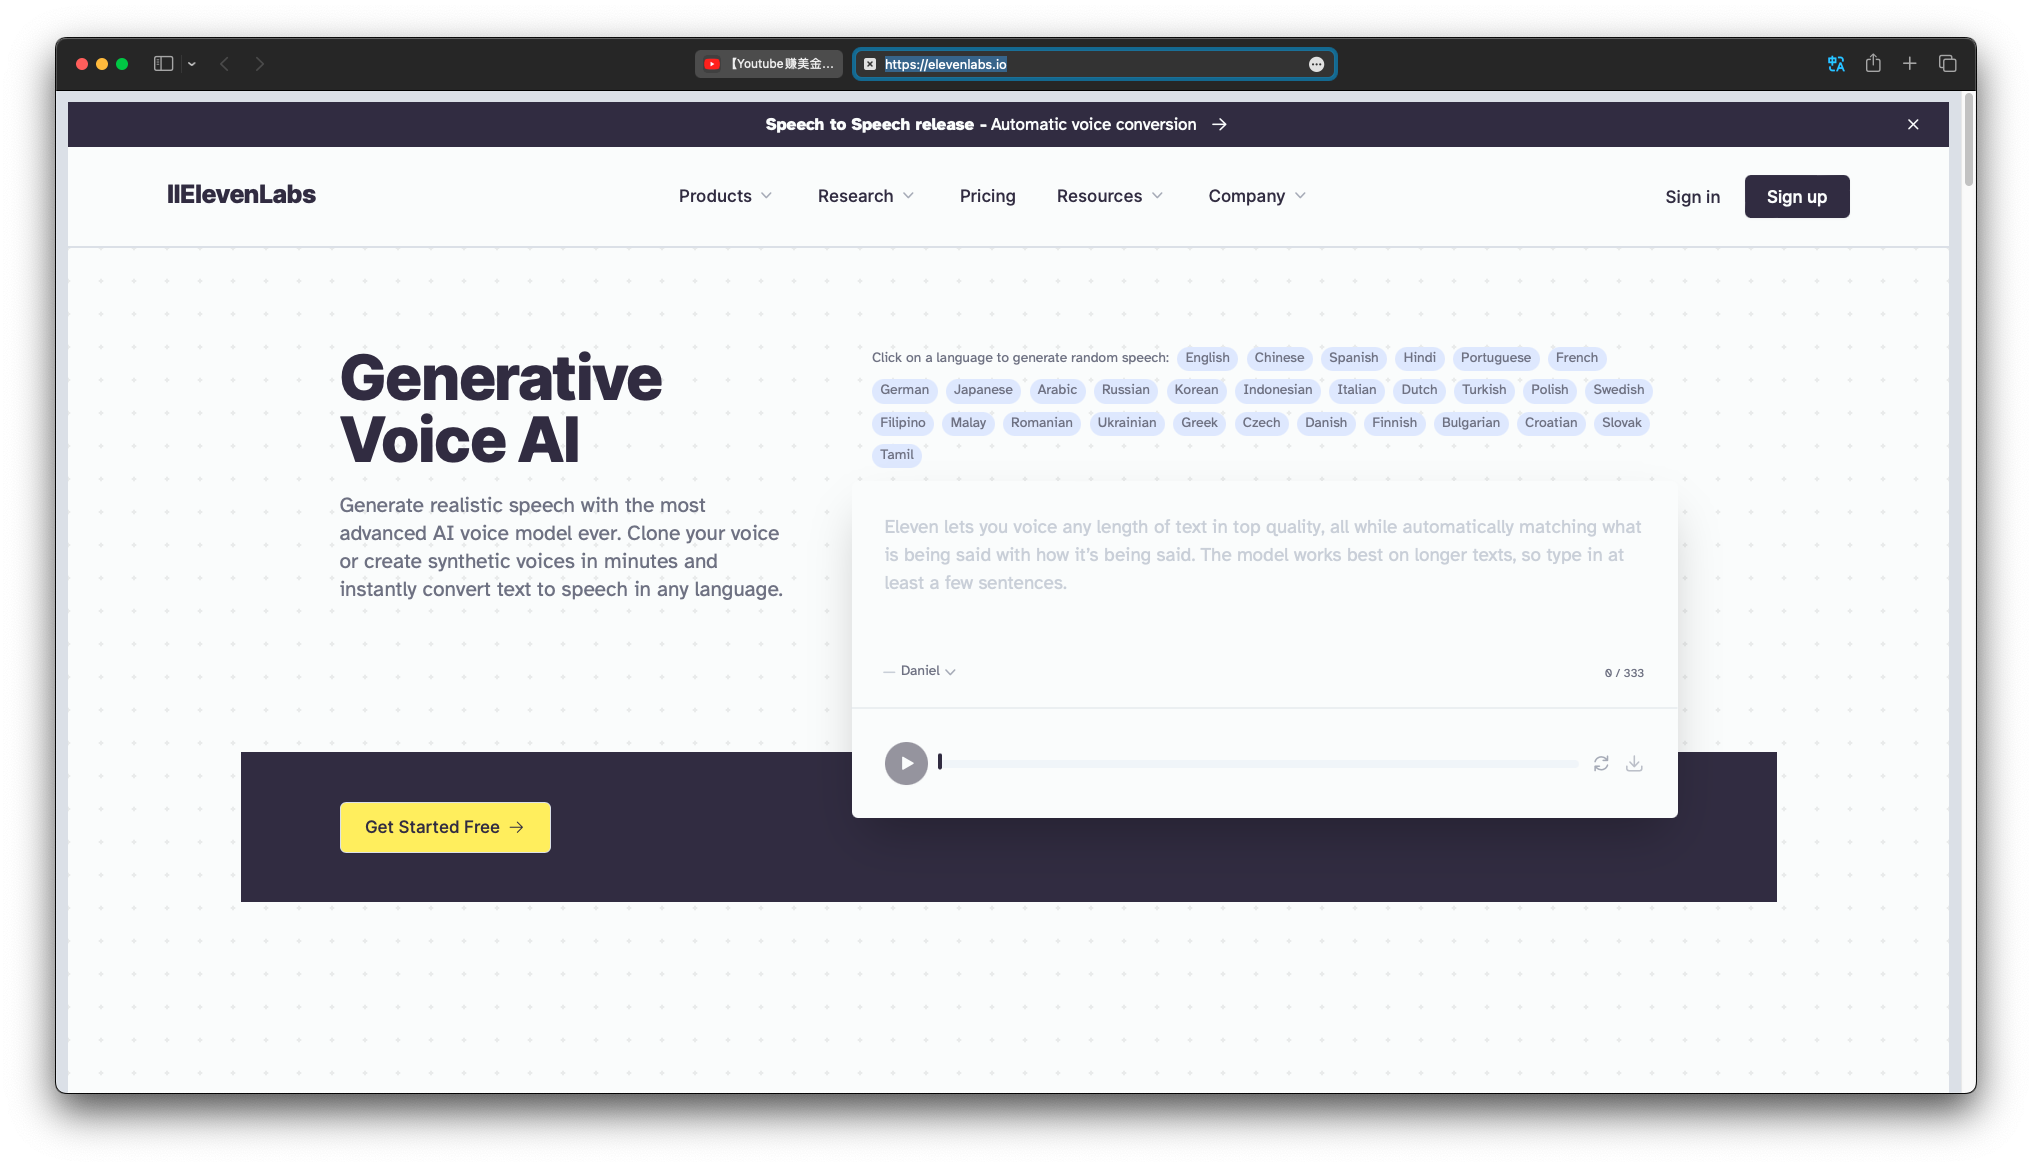 【Youtube赚美金...
https://elevenlabs.io
Speech to Speech release - Automatic voice conversion →
IIElevenLabs
Products
Research
Pricing
Resources
Company
Sign in
Sign up
Generative
Voice AI
Generate realistic speech with the most
advanced AI voice model ever. Clone your voice
or create synthetic voices in minutes and
instantly convert text to speech in any language.
Get Started Free →
Click on a language to generate random speech: English Chinese Spanish Hindi Portuguese French
German Japanese Arabic Russian Korean Indonesian Italian Dutch Turkish Polish Swedish
Filipino Malay Romanian Ukrainian Greek Czech Danish Finnish Bulgarian Croatian Slovak
Tamil
Eleven lets you voice any length of text in top quality, all while automatically matching what
is being said with how it’s being said. The model works best on longer texts, so type in at
least a few sentences.
— Daniel
0 / 333